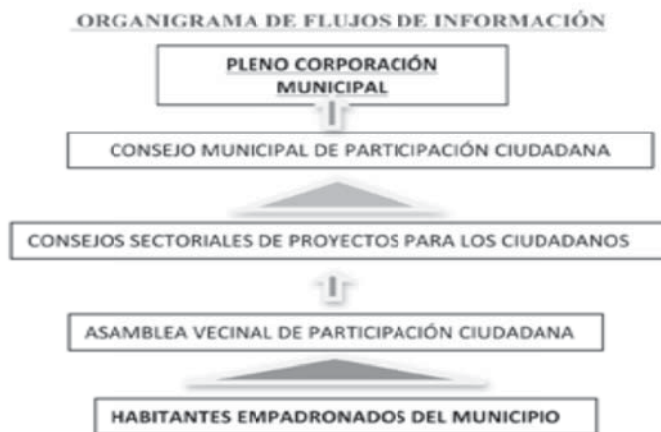 ORGANIGRAMA DE FLUJOS DE INFORMACIÓN
PLENO CORPORACIÓN
MUNICIPAL
CONSEJO MUNICIPAL DE PARTICIPACIÓN CIUDADANA
CONSEJOS SECTORIALES DE PROYECTOS PARA LOS CIUDADANOS
ASAMBLEA VECINAL DE PARTICIPACIÓN CIUDADANA
HABITANTES EMPADRONADOS DEL MUNICIPIO